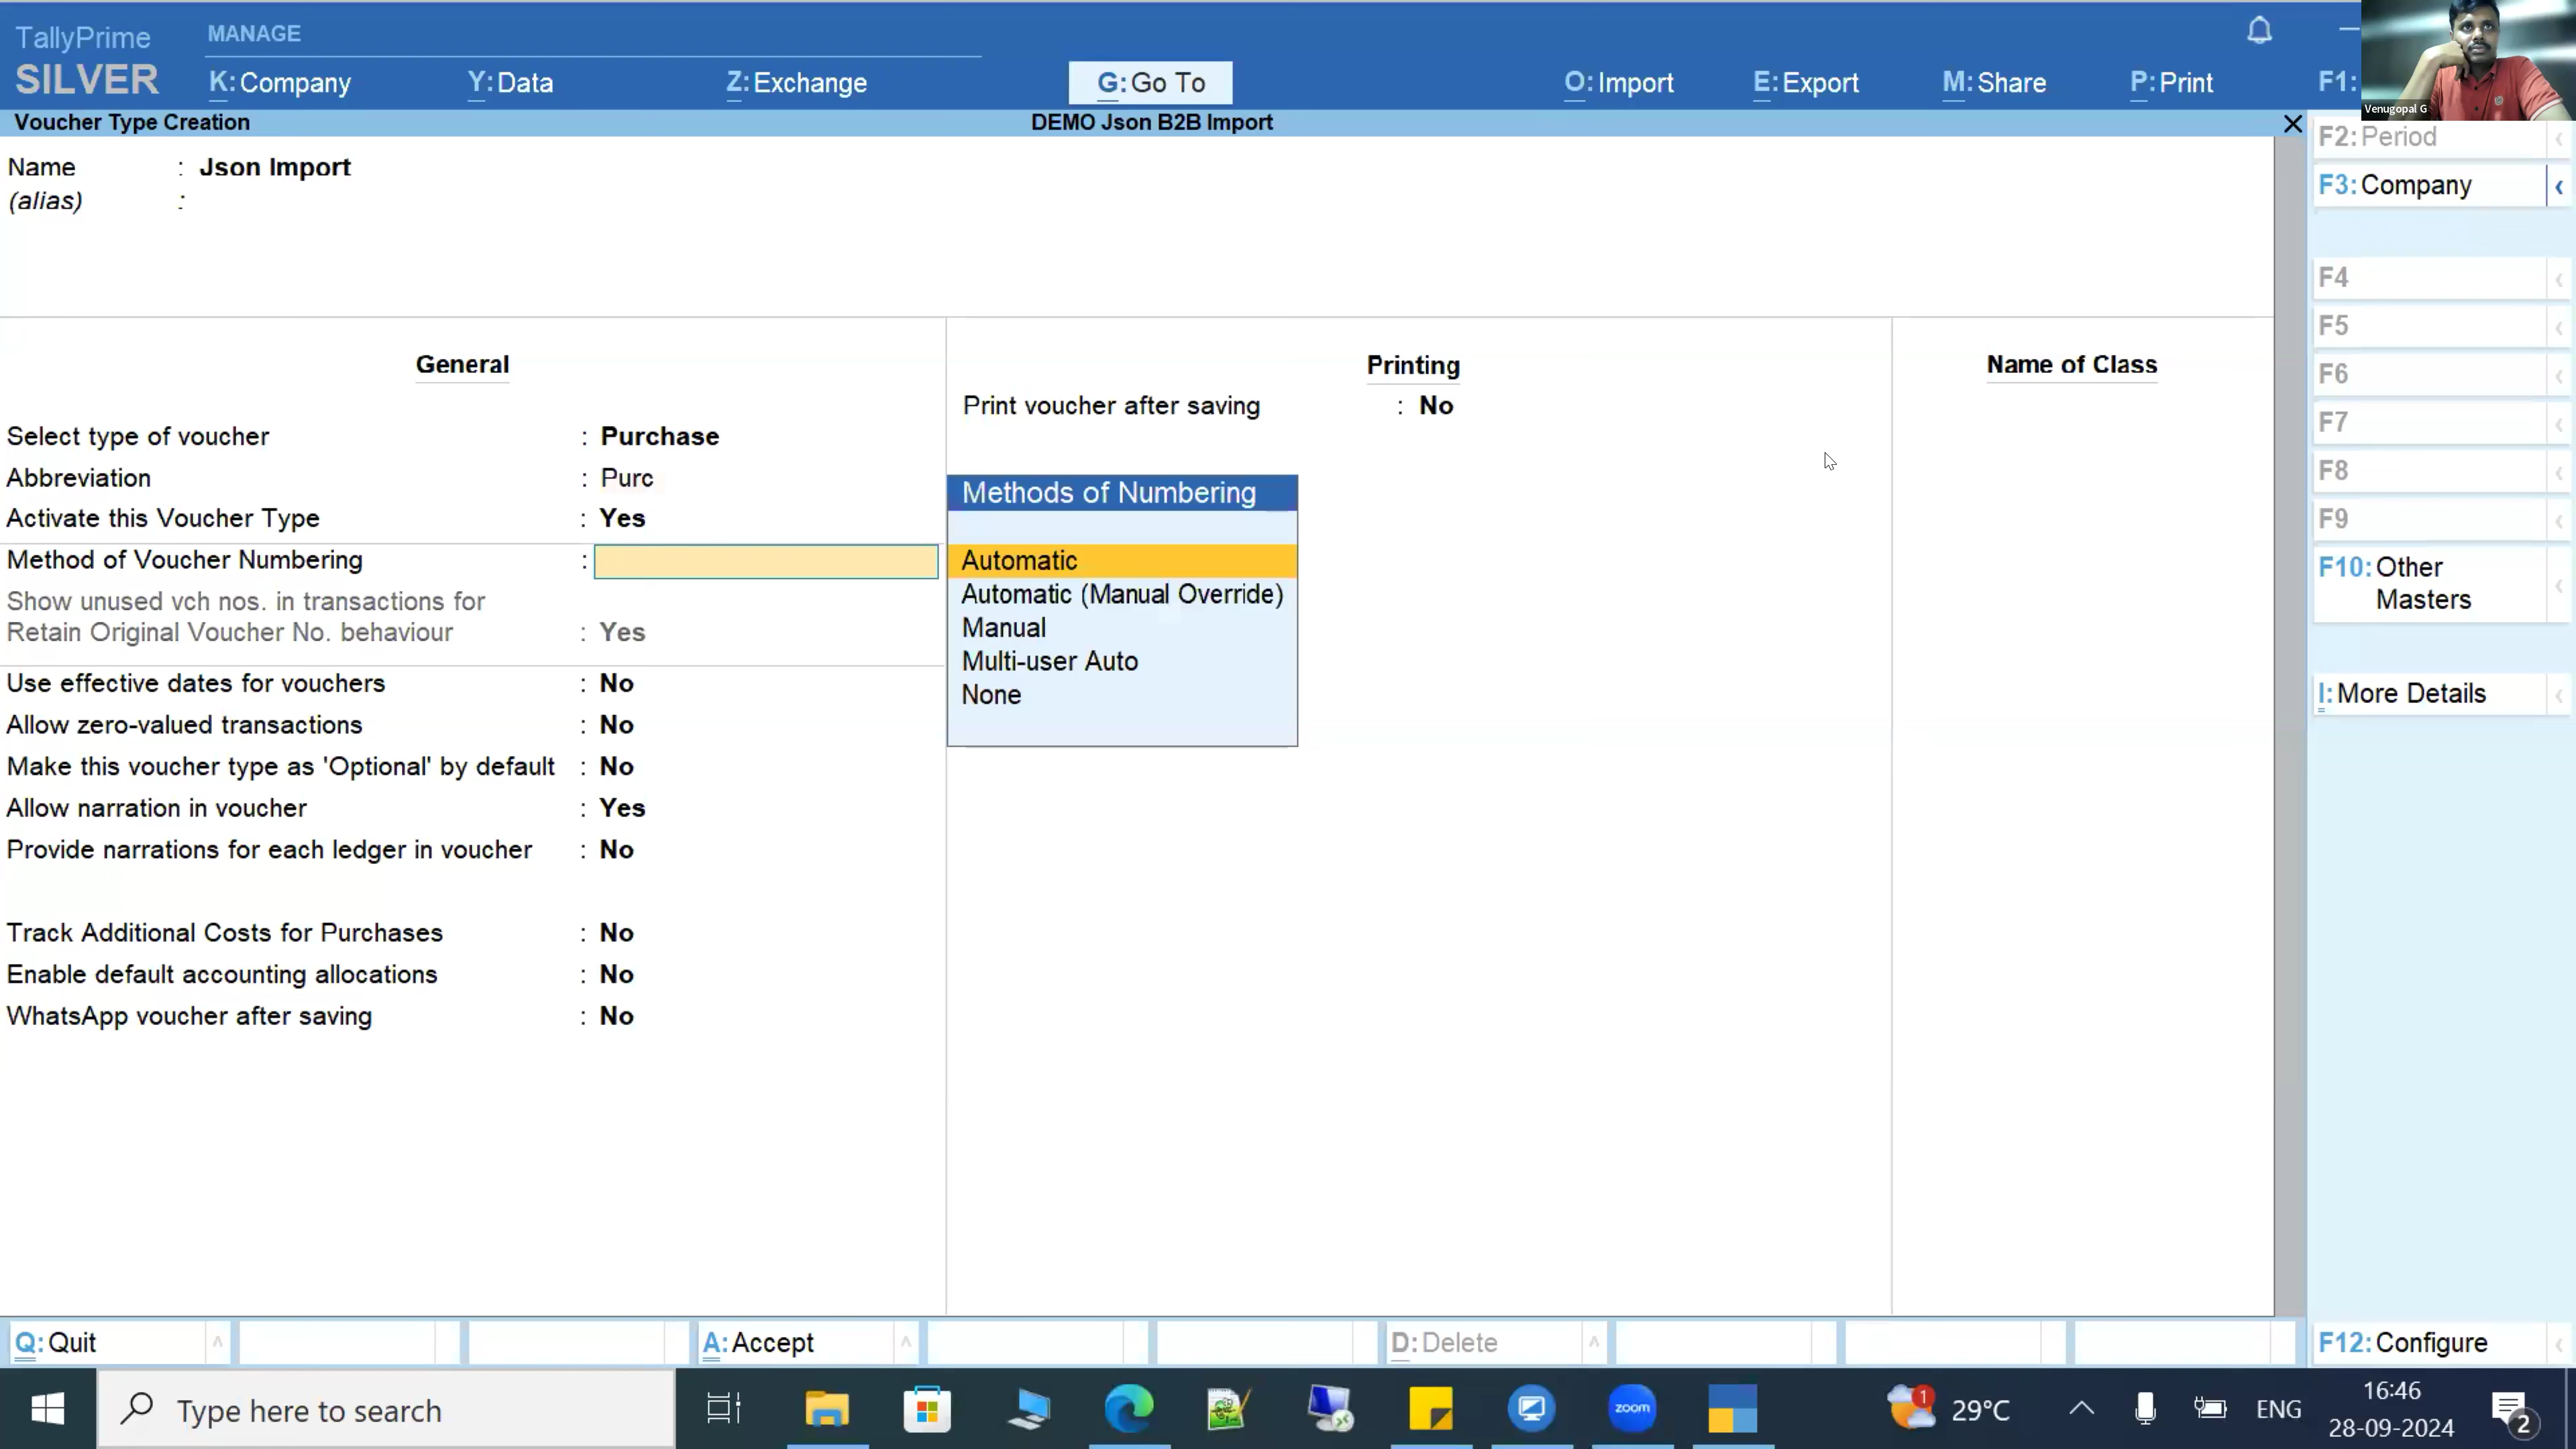 TallyPrime
SILVER
MANAGE
K: Company
Y: Data
Z: Exchange
G: Go To
O: Import
E: Export
M: Share
P: Print
F1:
Venugopal G
Voucher Type Creation
DEMO Json B2B Import
Name : Json Import
(alias) :
General
Select type of voucher : Purchase
Abbreviation : Purc
Activate this Voucher Type : Yes
Method of Voucher Numbering :
Show unused vch nos. in transactions for
Retain Original Voucher No. behaviour : Yes
Use effective dates for vouchers : No
Allow zero-valued transactions : No
Make this voucher type as 'Optional' by default : No
Allow narration in voucher : Yes
Provide narrations for each ledger in voucher : No
Track Additional Costs for Purchases : No
Enable default accounting allocations : No
WhatsApp voucher after saving : No
Printing
Print voucher after saving : No
Methods of Numbering
Automatic
Automatic (Manual Override)
Manual
Multi-user Auto
None
Name of Class
F2: Period
F3: Company
F4
F5
F6
F7
F8
F9
F10: Other
Masters
I: More Details
F12: Configure
Q: Quit
A: Accept
D: Delete
Type here to search
zoom
1
29°C
ENG
16:46
28-09-2024
2